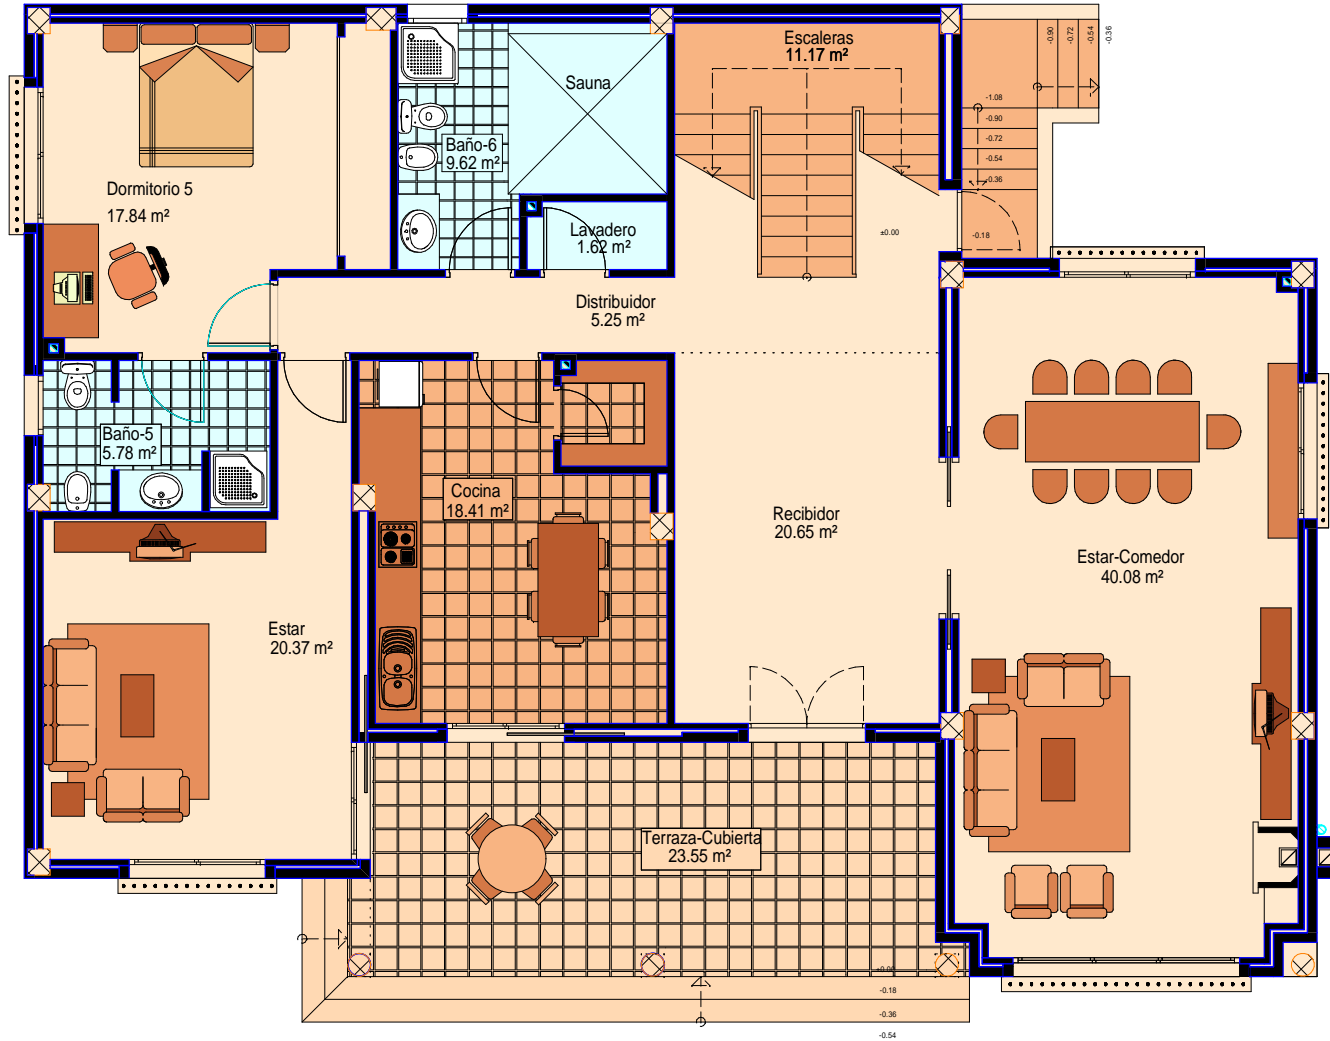 Escaleras
11.17 m²
-0.90
-0.72
-0.54
-0.36
Sauna
-1.08
-0.90
-0.72
-0.54
-0.36
Baño-6
9.62 m²
Dormitorio 5
17.84 m²
Lavadero
1.62 m²
±0.00
-0.18
Distribuidor
5.25 m²
Baño-5
5.78 m²
Cocina
18.41 m²
Recibidor
20.65 m²
Estar-Comedor
40.08 m²
Estar
20.37 m²
Terraza-Cubierta
23.55 m²
±0.00
-0.18
-0.36
-0.54